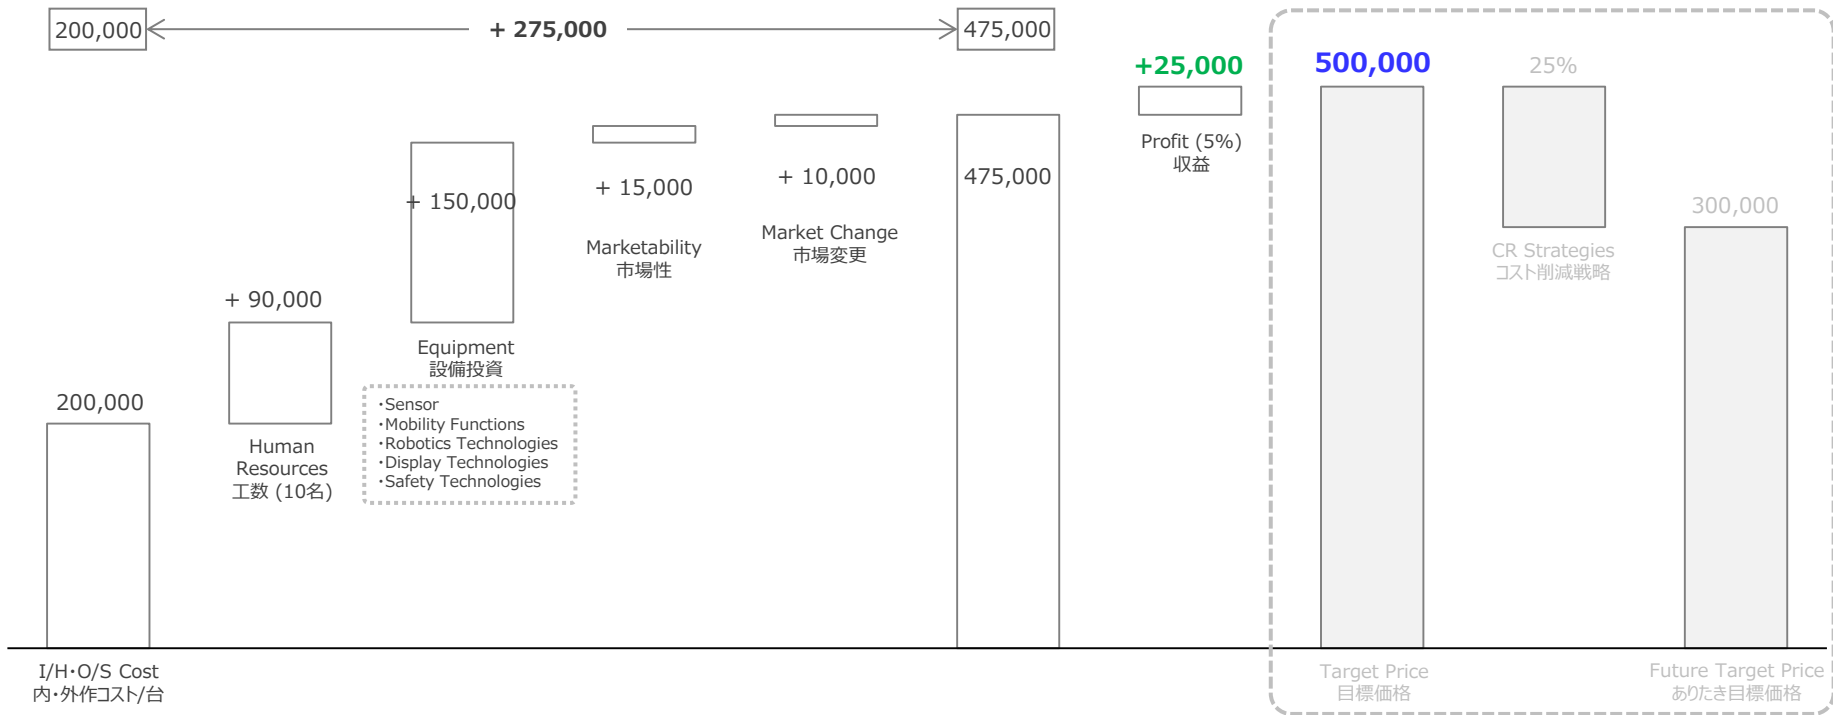 200,000
+ 275,000
475,000
+25,000
500,000
25%
Profit (5%)
収益
+ 150,000
+ 15,000
+ 10,000
475,000
300,000
Marketability
市場性
Market Change
市場変更
CR Strategies
コスト削減戦略
+ 90,000
Equipment
設備投資
・Sensor
・Mobility Functions
・Robotics Technologies
・Display Technologies
・Safety Technologies
200,000
Human
Resources
工数 (10名)
I/H・O/S Cost
内・外作コスト/台
Target Price
目標価格
Future Target Price
ありたき目標価格